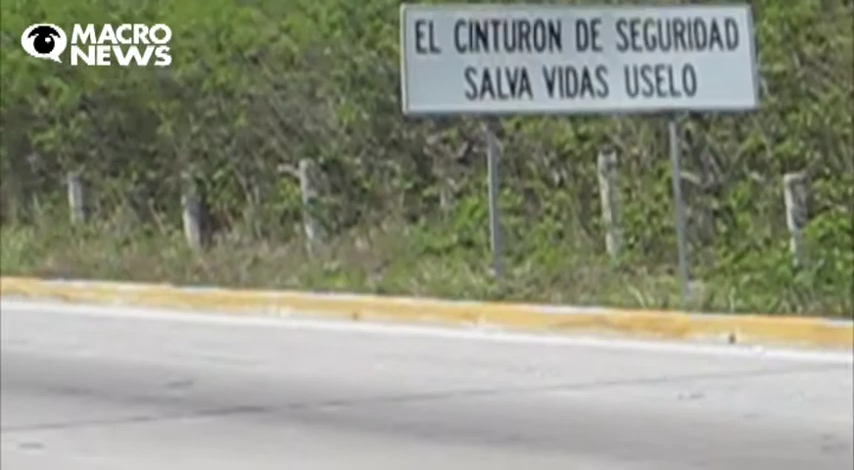 MACRO
NEWS
EL CINTURON DE SEGURIDAD
SALVA VIDAS USELO